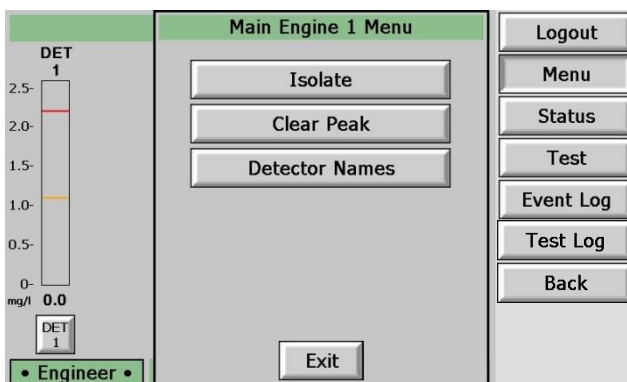 Main Engine 1 Menu
DET
1
2.5-
2.0-
1.5-
1.0-
0.5-
0-
mg/l 0.0
DET
1
• Engineer •
Isolate
Clear Peak
Detector Names
Exit
Logout
Menu
Status
Test
Event Log
Test Log
Back